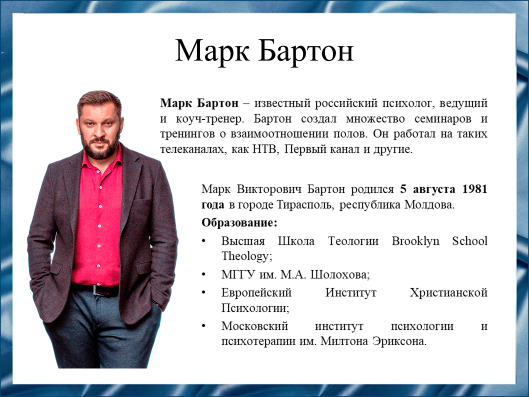 Марк Бартон
Марк Бартон – известный российский психолог, ведущий
и коуч-тренер. Бартон создал множество семинаров и
тренингов о взаимоотношении полов. Он работал на таких
телеканалах, как НТВ, Первый канал и другие.
Марк Викторович Бартон родился 5 августа 1981
года в городе Тирасполь, республика Молдова.
Образование:
• Высшая Школа Теологии Brooklyn School
Theology;
• МГГУ им. М.А. Шолохова;
• Европейский Институт Христианской
Психологии;
• Московский институт психологии и
психотерапии им. Милтона Эриксона.